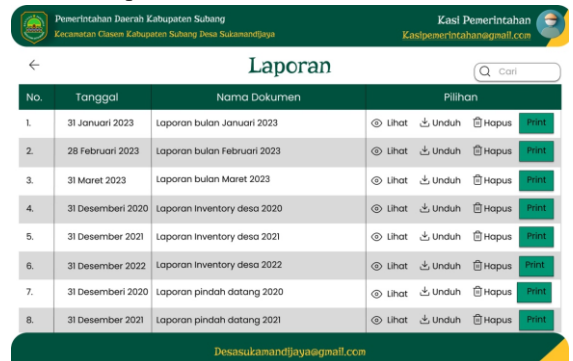 Pemerintahan Daerah Kabupaten Subang
Kecamatan Ciasem Kabupaten Subang Desa Sukamandijaya
Kasi Pemerintahan
Kasipemerintahan@gmail.com
Laporan
Cari
No. Tanggal Nama Dokumen Pilihan
1. 31 Januari 2023 Laporan bulan Januari 2023 Lihat Unduh Hapus Print
2. 28 Februari 2023 Laporan bulan Februari 2023 Lihat Unduh Hapus Print
3. 31 Maret 2023 Laporan bulan Maret 2023 Lihat Unduh Hapus Print
4. 31 Desemberi 2020 Laporan Inventory desa 2020 Lihat Unduh Hapus Print
5. 31 Desember 2021 Laporan Inventory desa 2021 Lihat Unduh Hapus Print
6. 31 Desember 2022 Laporan Inventory desa 2022 Lihat Unduh Hapus Print
7. 31 Desemberi 2020 Laporan pindah datang 2020 Lihat Unduh Hapus Print
8. 31 Desember 2021 Laporan pindah datang 2021 Lihat Unduh Hapus Print
Desasukamandijaya@gmail.com